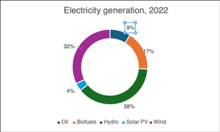 Electricity generation, 2022
9%
17%
38%
4%
32%
Oil Biofuels Hydro Solar PV Wind